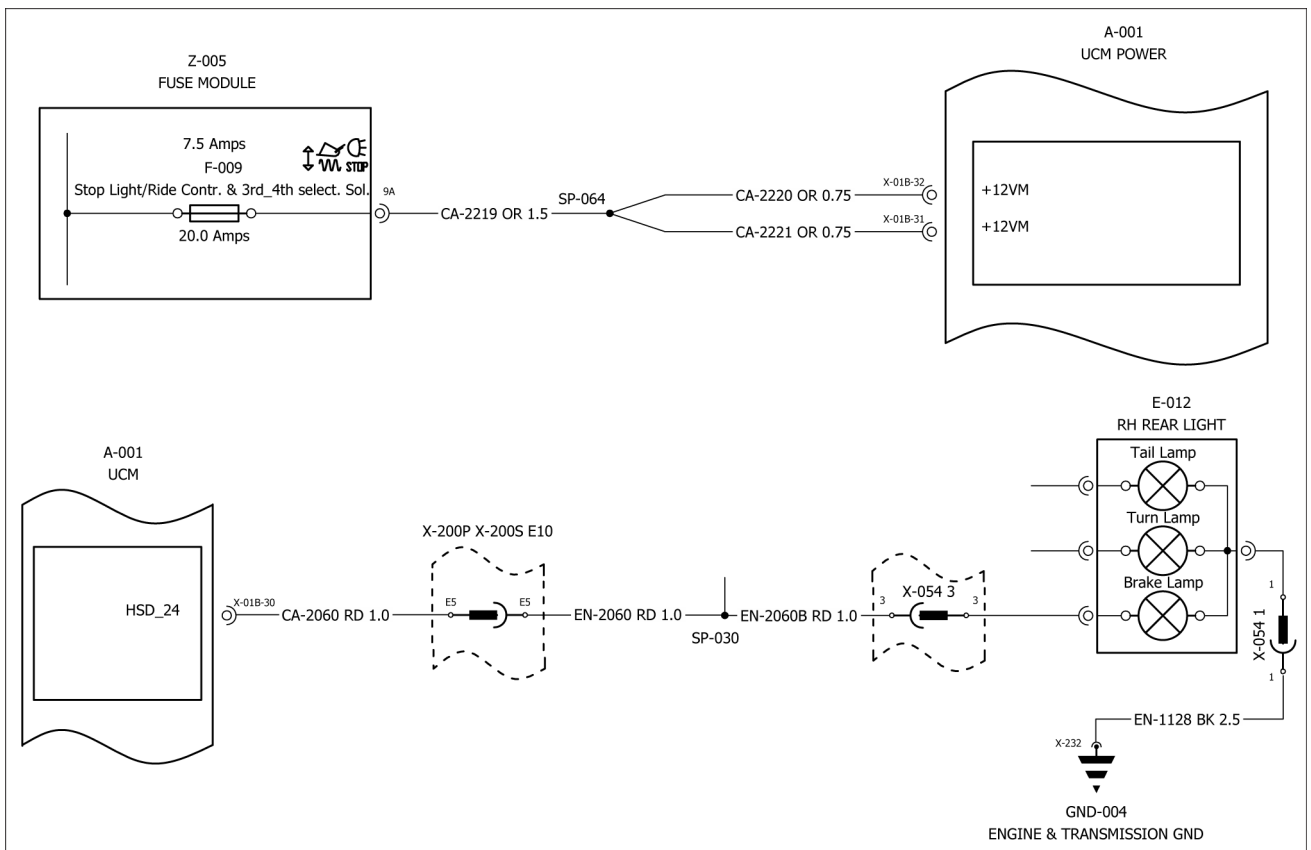 A-001
UCM POWER
Z-005
FUSE MODULE
7.5 Amps
F-009
STOP
Stop Light/Ride Contr. & 3rd_4th select. Sol.
9A
20.0 Amps
CA-2219 OR 1.5
SP-064
CA-2220 OR 0.75
X-01B-32
+12VM
CA-2221 OR 0.75
X-01B-31
+12VM
E-012
RH REAR LIGHT
Tail Lamp
Turn Lamp
Brake Lamp
A-001
UCM
HSD_24
X-01B-30
CA-2060 RD 1.0
X-200P X-200S E10
E5
E5
EN-2060 RD 1.0
SP-030
EN-2060B RD 1.0
X-054 3
3
3
1
X-054 1
1
EN-1128 BK 2.5
X-232
GND-004
ENGINE & TRANSMISSION GND